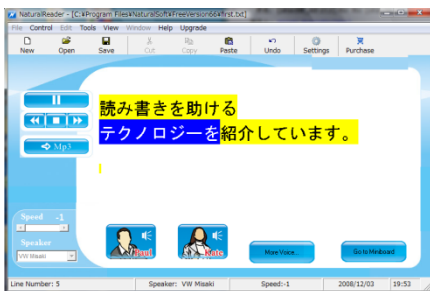 NaturalReader - [C:¥Program Files¥NaturalSoft¥FreeVersion66¥first.txt]
File Control Edit Tools View Window Help Upgrade
New Open Save Cut Copy Paste Undo Settings Purchase
読み書きを助ける
テクノロジーを紹介しています。
Mp3
Speed -1
Speaker
VW Misaki
Paul
Kate
More Voice...
Go to Miniboard
Line Number: 5 Speaker: VW Misaki Speed:-1 2008/12/03 19:53